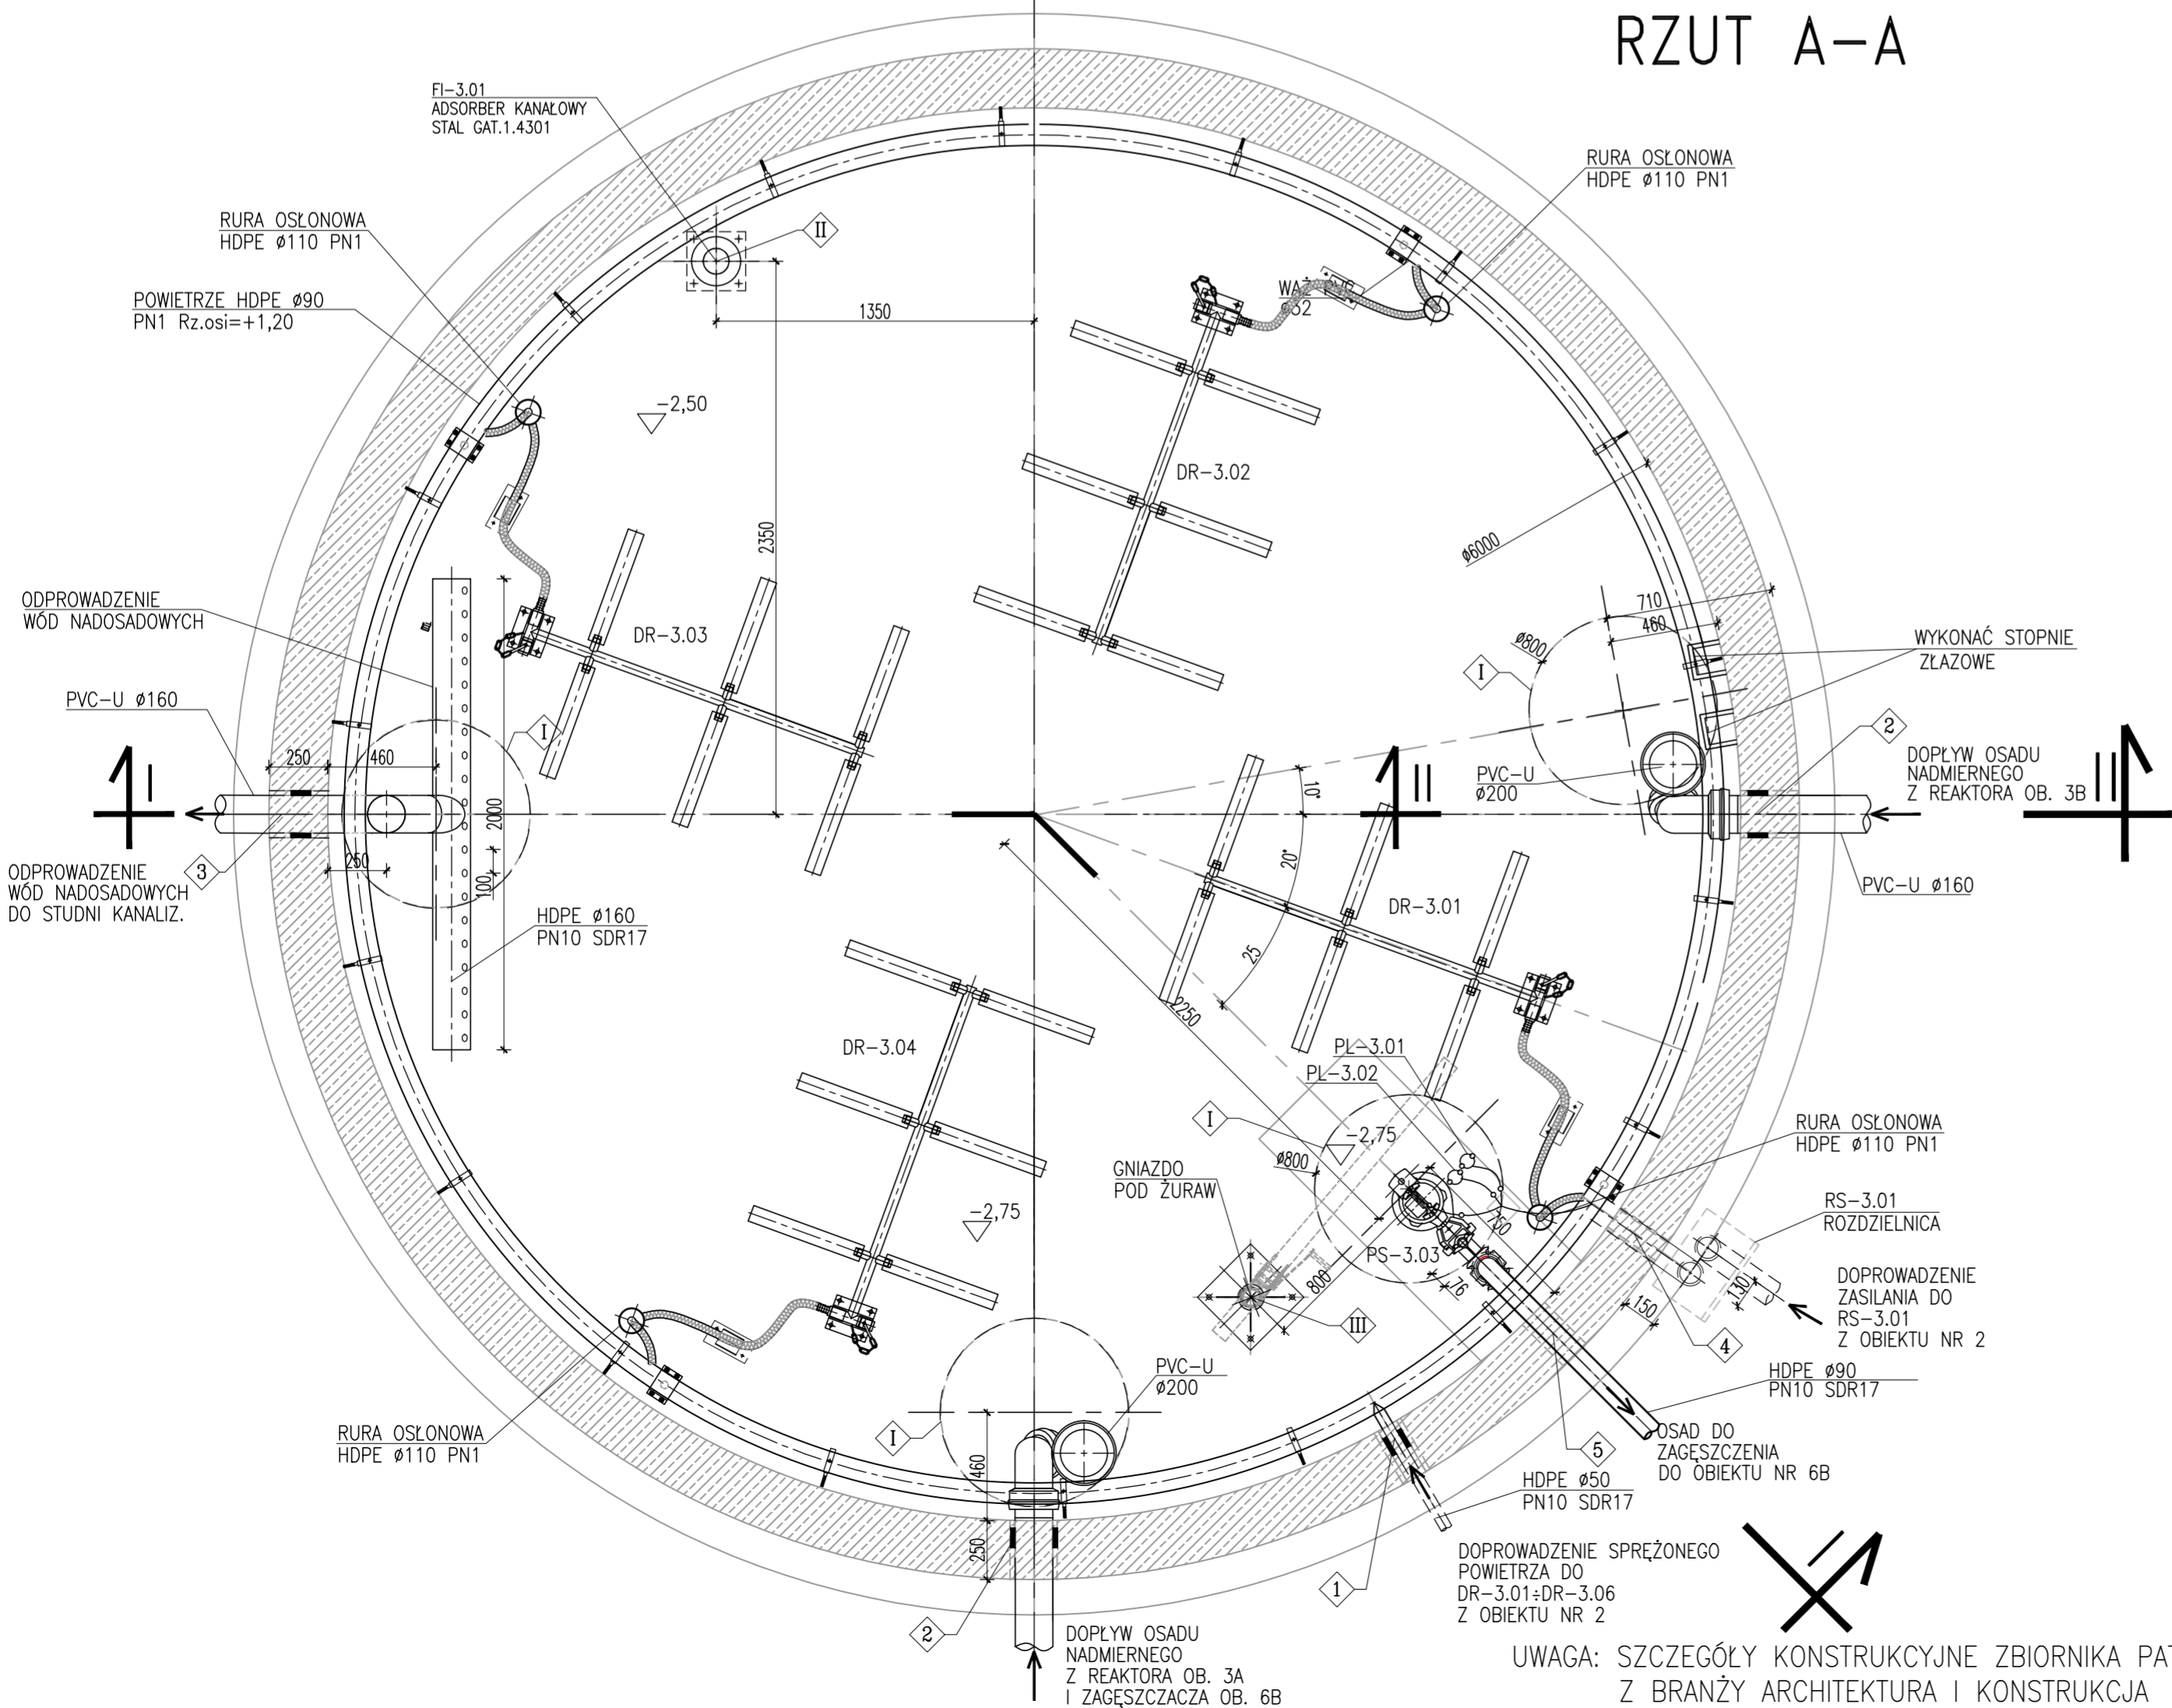 RZUT A-A
FI-3.01
ADSORBER KANAŁOWY
STAL GAT.1.4301
RURA OSŁONOWA
HDPE ø110 PN1
RURA OSŁONOWA
HDPE ø110 PN1
II
POWIETRZE HDPE ø90
PN1 Rz.osi=+1,20
1350
-2,50
2350
DR-3.02
ø6000
ODPROWADZENIE
WÓD NADOSADOWYCH
DR-3.03
710
460
ø800
WYKONAĆ STOPNIE
ZŁAZOWE
I
PVC-U ø160
I
2
250
460
I
II
PVC-U
ø200
DOPŁYW OSADU
NADMIERNEGO
Z REAKTORA OB. 3B
II
10°
2000
20°
250
100
3
ODPROWADZENIE
WÓD NADOSADOWYCH
DO STUDNI KANALIZ.
PVC-U ø160
HDPE ø160
PN10 SDR17
DR-3.01
25
2250
DR-3.04
PL-3.01
PL-3.02
I
-2,75
ø800
GNIAZDO
POD ŻURAW
RURA OSŁONOWA
HDPE ø110 PN1
RS-3.01
ROZDZIELNICA
-2,75
PS-3.03
800
76
150
150
DOPROWADZENIE
ZASILANIA DO
RS-3.01
Z OBIEKTU NR 2
III
4
PVC-U
ø200
HDPE ø90
PN10 SDR17
RURA OSŁONOWA
HDPE ø110 PN1
I
460
OSAD DO
ZAGĘSZCZENIA
DO OBIEKTU NR 6B
5
HDPE ø50
PN10 SDR17
250
1
DOPROWADZENIE SPRĘŻONEGO
POWIETRZA DO
DR-3.01÷DR-3.06
Z OBIEKTU NR 2
I
2
DOPŁYW OSADU
NADMIERNEGO
Z REAKTORA OB. 3A
I ZAGĘSZCZACZA OB. 6B
UWAGA: SZCZEGÓŁY KONSTRUKCYJNE ZBIORNIKA
Z BRANŻY ARCHITEKTURA I KONSTRUKCJA